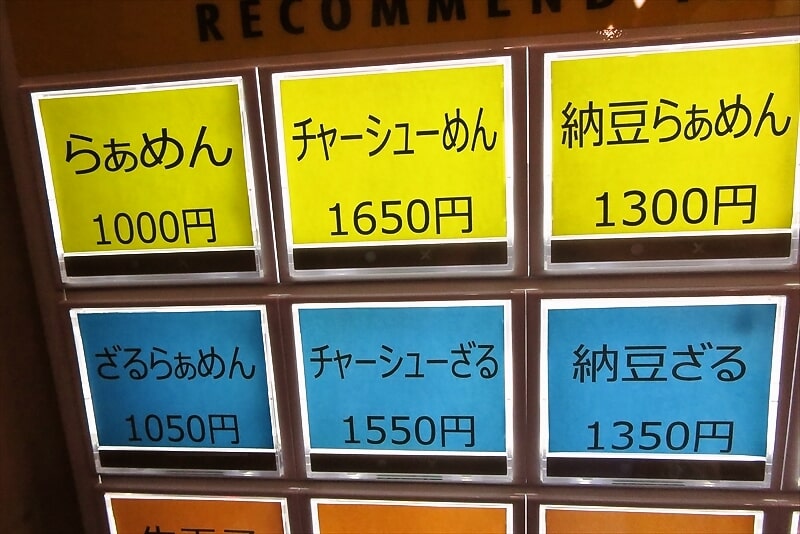 RECOMMEND
らぁめん
1000円
チャーシューめん
1650円
納豆らぁめん
1300円
ざるらぁめん
1050円
チャーシューざる
1550円
納豆ざる
1350円